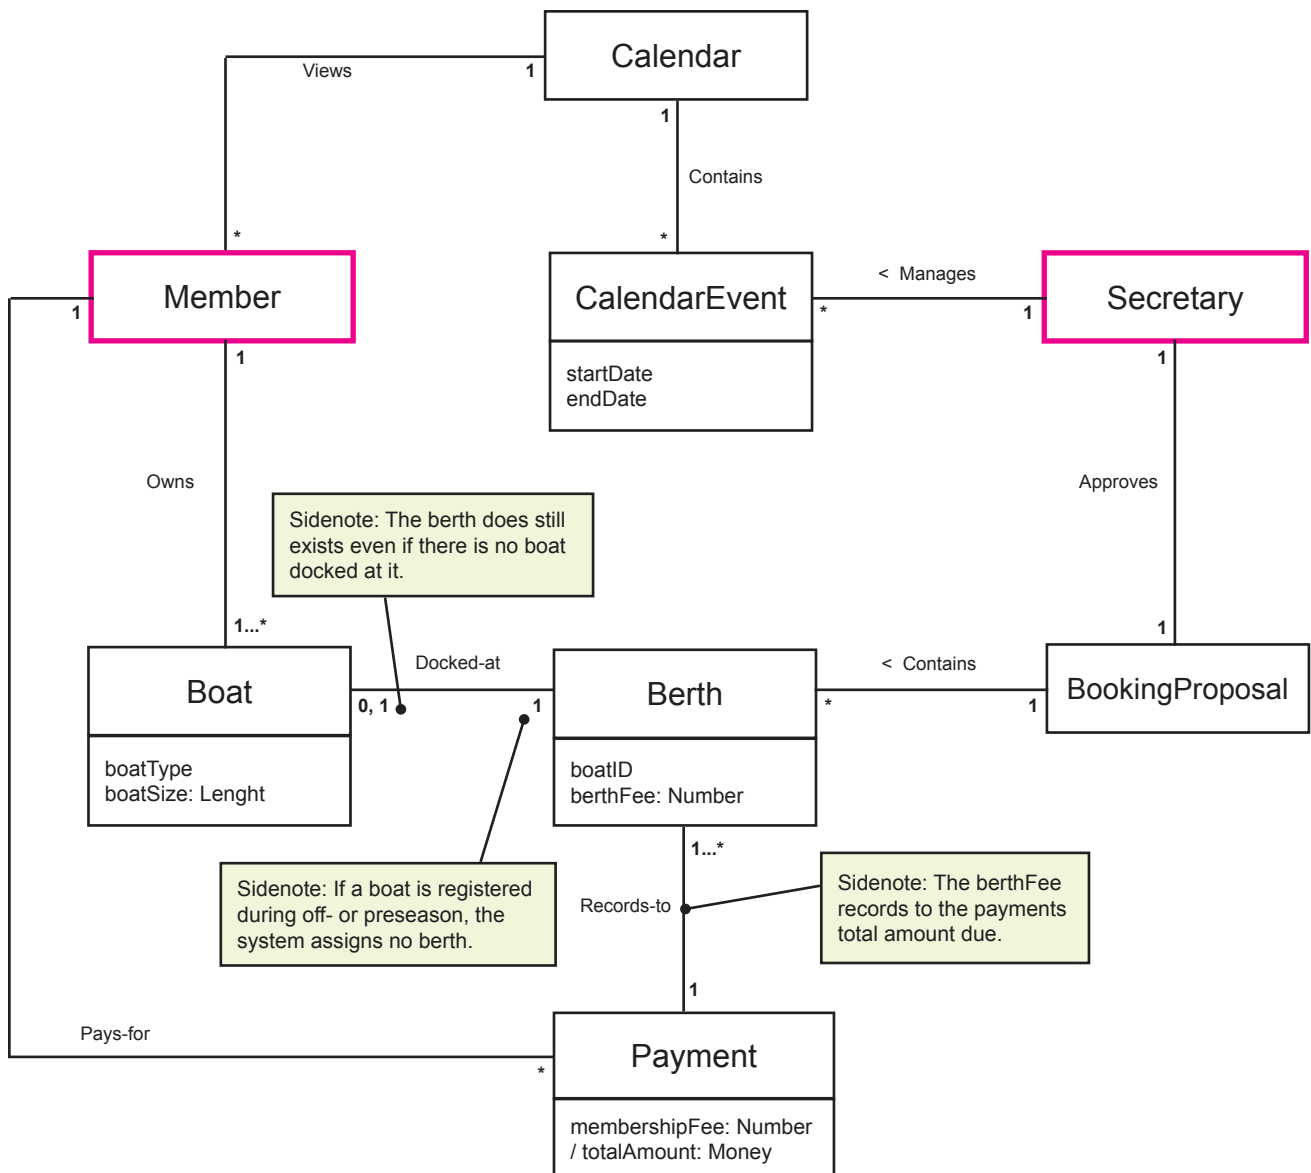 Calendar
Views
1
1
Contains
*
*
Member
1
1
CalendarEvent
startDate
endDate
< Manages
*
1
Secretary
1
Owns
Approves
Sidenote: The berth does still
exists even if there is no boat
docked at it.
1...*
1
Boat
boatType
boatSize: Lenght
Docked-at
0, 1
1
Berth
boatID
berthFee: Number
< Contains
*
1
BookingProposal
1...*
Sidenote: If a boat is registered
during off- or preseason, the
system assigns no berth.
Records-to
Sidenote: The berthFee
records to the payments
total amount due.
1
Pays-for
*
Payment
membershipFee: Number
/ totalAmount: Money